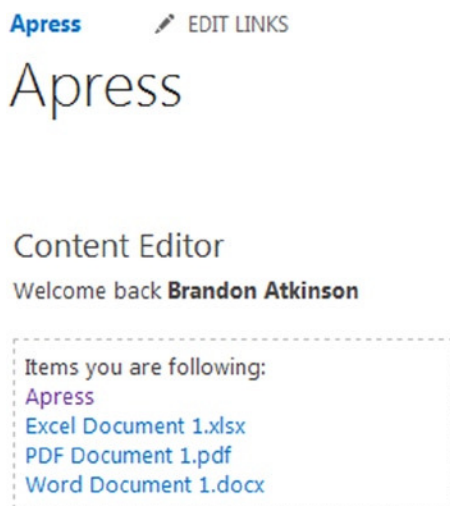 Apress EDIT LINKS
Apress
Content Editor
Welcome back Brandon Atkinson
Items you are following:
Apress
Excel Document 1.xlsx
PDF Document 1.pdf
Word Document 1.docx